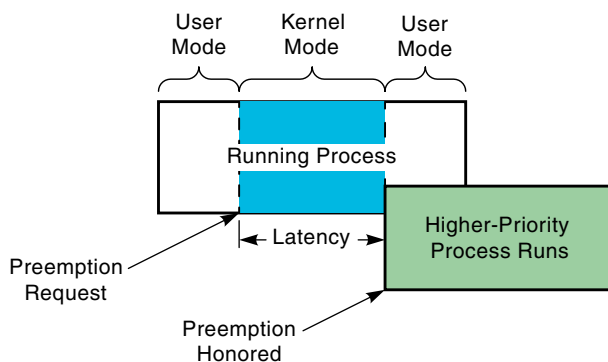 User
Mode
Kernel
Mode
User
Mode
Running Process
Latency
Higher-Priority
Process Runs
Preemption
Request
Preemption
Honored